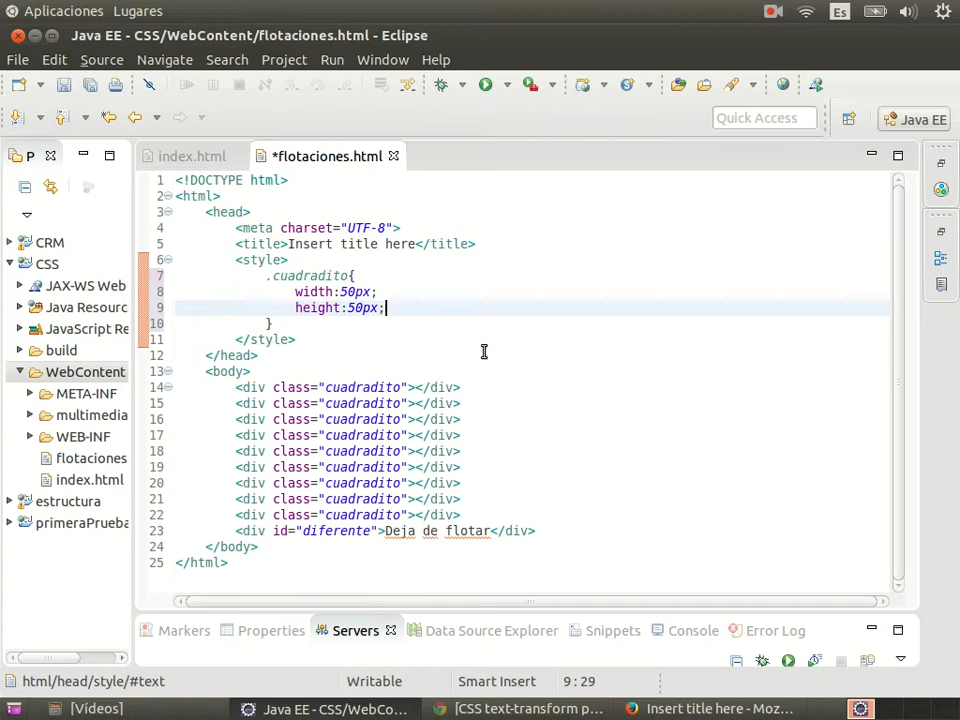 Aplicaciones Lugares Es
Java EE - CSS/WebContent/flotaciones.html - Eclipse
File Edit Source Navigate Search Project Run Window Help
Quick Access Java EE
P index.html *flotaciones.html
1 <!DOCTYPE html>
2 <html>
3 <head>
4 <meta charset="UTF-8">
5 <title>Insert title here</title>
6 <style>
7 .cuadradito{
8 width:50px;
9 height:50px;
10 }
11 </style>
12 </head>
13 <body>
14 <div class="cuadradito"></div>
15 <div class="cuadradito"></div>
16 <div class="cuadradito"></div>
17 <div class="cuadradito"></div>
18 <div class="cuadradito"></div>
19 <div class="cuadradito"></div>
20 <div class="cuadradito"></div>
21 <div class="cuadradito"></div>
22 <div class="cuadradito"></div>
23 <div id="diferente">Deja de flotar</div>
24 </body>
25 </html>
CRM
CSS
JAX-WS Web
Java Resourc
JavaScript Re
build
WebContent
META-INF
multimedia
WEB-INF
flotaciones
index.html
estructura
primeraPrueba
Markers Properties Servers Data Source Explorer Snippets Console Error Log
html/head/style/#text Writable Smart Insert 9 : 29
[Vídeos] Java EE - CSS/WebCo... [CSS text-transform p... Insert title here - Moz...